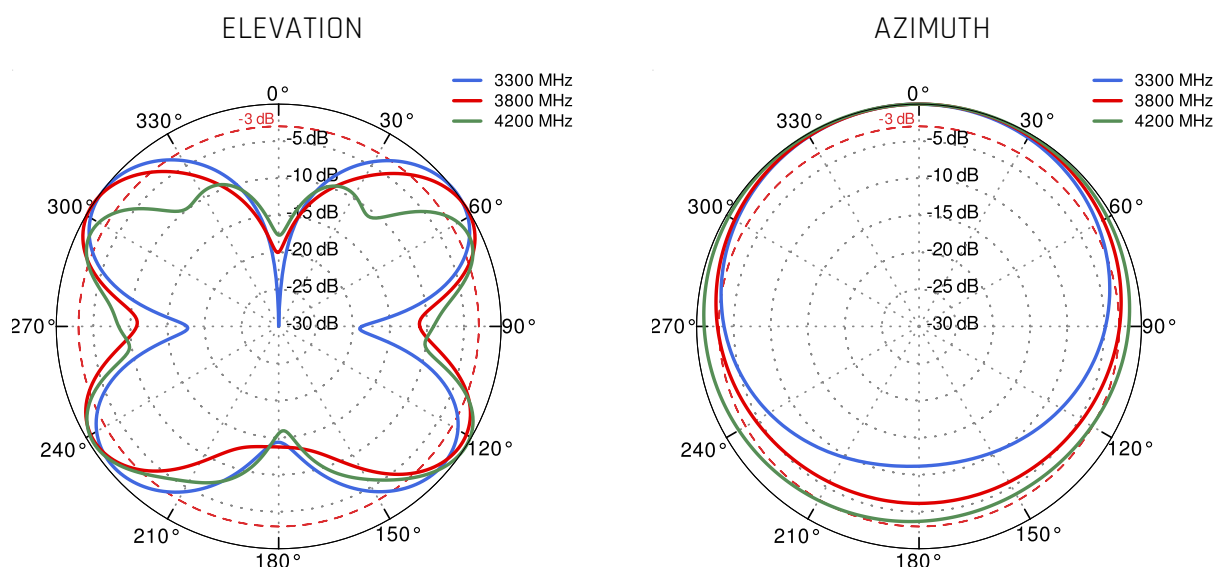 ELEVATION
3300 MHz
3800 MHz
4200 MHz
0°
30°
60°
90°
120°
150°
180°
210°
240°
270°
300°
330°
-3 dB
-5 dB
-10 dB
-15 dB
-20 dB
-25 dB
-30 dB
AZIMUTH
3300 MHz
3800 MHz
4200 MHz
0°
30°
60°
90°
120°
150°
180°
210°
240°
270°
300°
330°
-3 dB
-5 dB
-10 dB
-15 dB
-20 dB
-25 dB
-30 dB